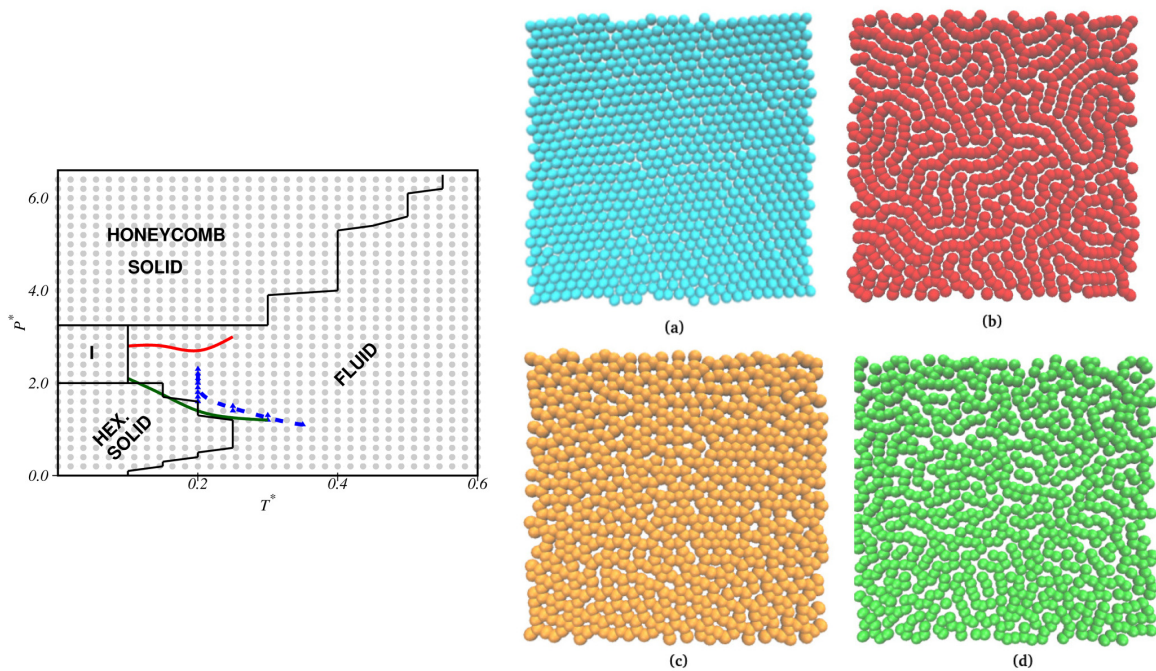 6.0
HONEYCOMB
SOLID
4.0
P*
I
2.0
FLUID
HEX.
SOLID
0.0
0.2
0.4
0.6
T*
(a)
(b)
(c)
(d)